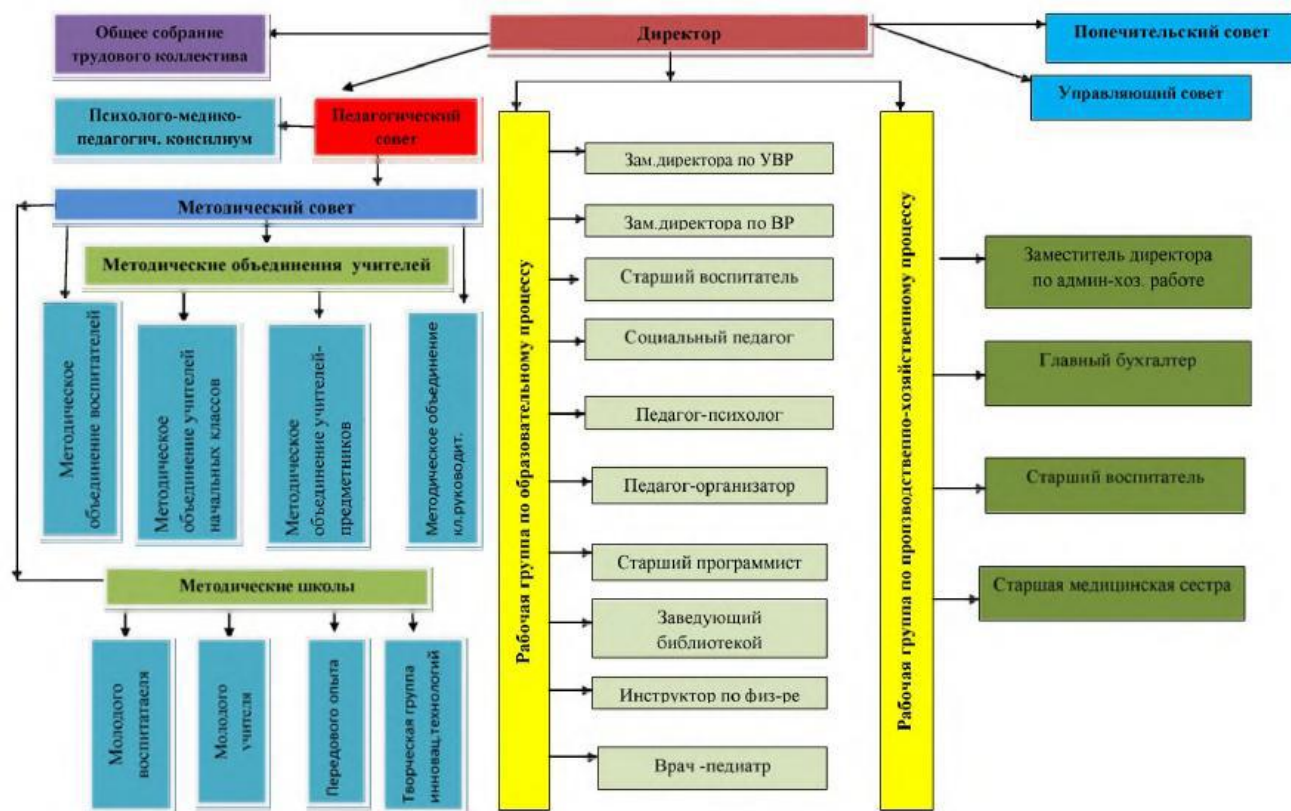 Общее собрание
трудового коллектива
Директор
Попечительский совет
Управляющий совет
Психолого-медико-
педагогич. консилиум
Педагогический
совет
Методический совет
Методические объединения учителей
Методическое
объединение воспитателей
Методическое
объединение учителей
начальных классов
Методическое
объединение учителей-
предметников
Методическое объединение
кл.руководит.
Методические школы
Молодого
воспитатаеля
Молодого
учителя
Передового опыта
Творческая группа
инновац.технологий
Рабочая группа по образовательному процессу
Зам.директора по УВР
Зам.директора по ВР
Старший воспитатель
Социальный педагог
Педагог-психолог
Педагог-организатор
Старший программист
Заведующий
библиотекой
Инструктор по физ-ре
Врач -педиатр
Рабочая группа по производственно-хозяйственному процессу
Заместитель директора
по админ-хоз. работе
Главный бухгалтер
Старший воспитатель
Старшая медицинская сестра